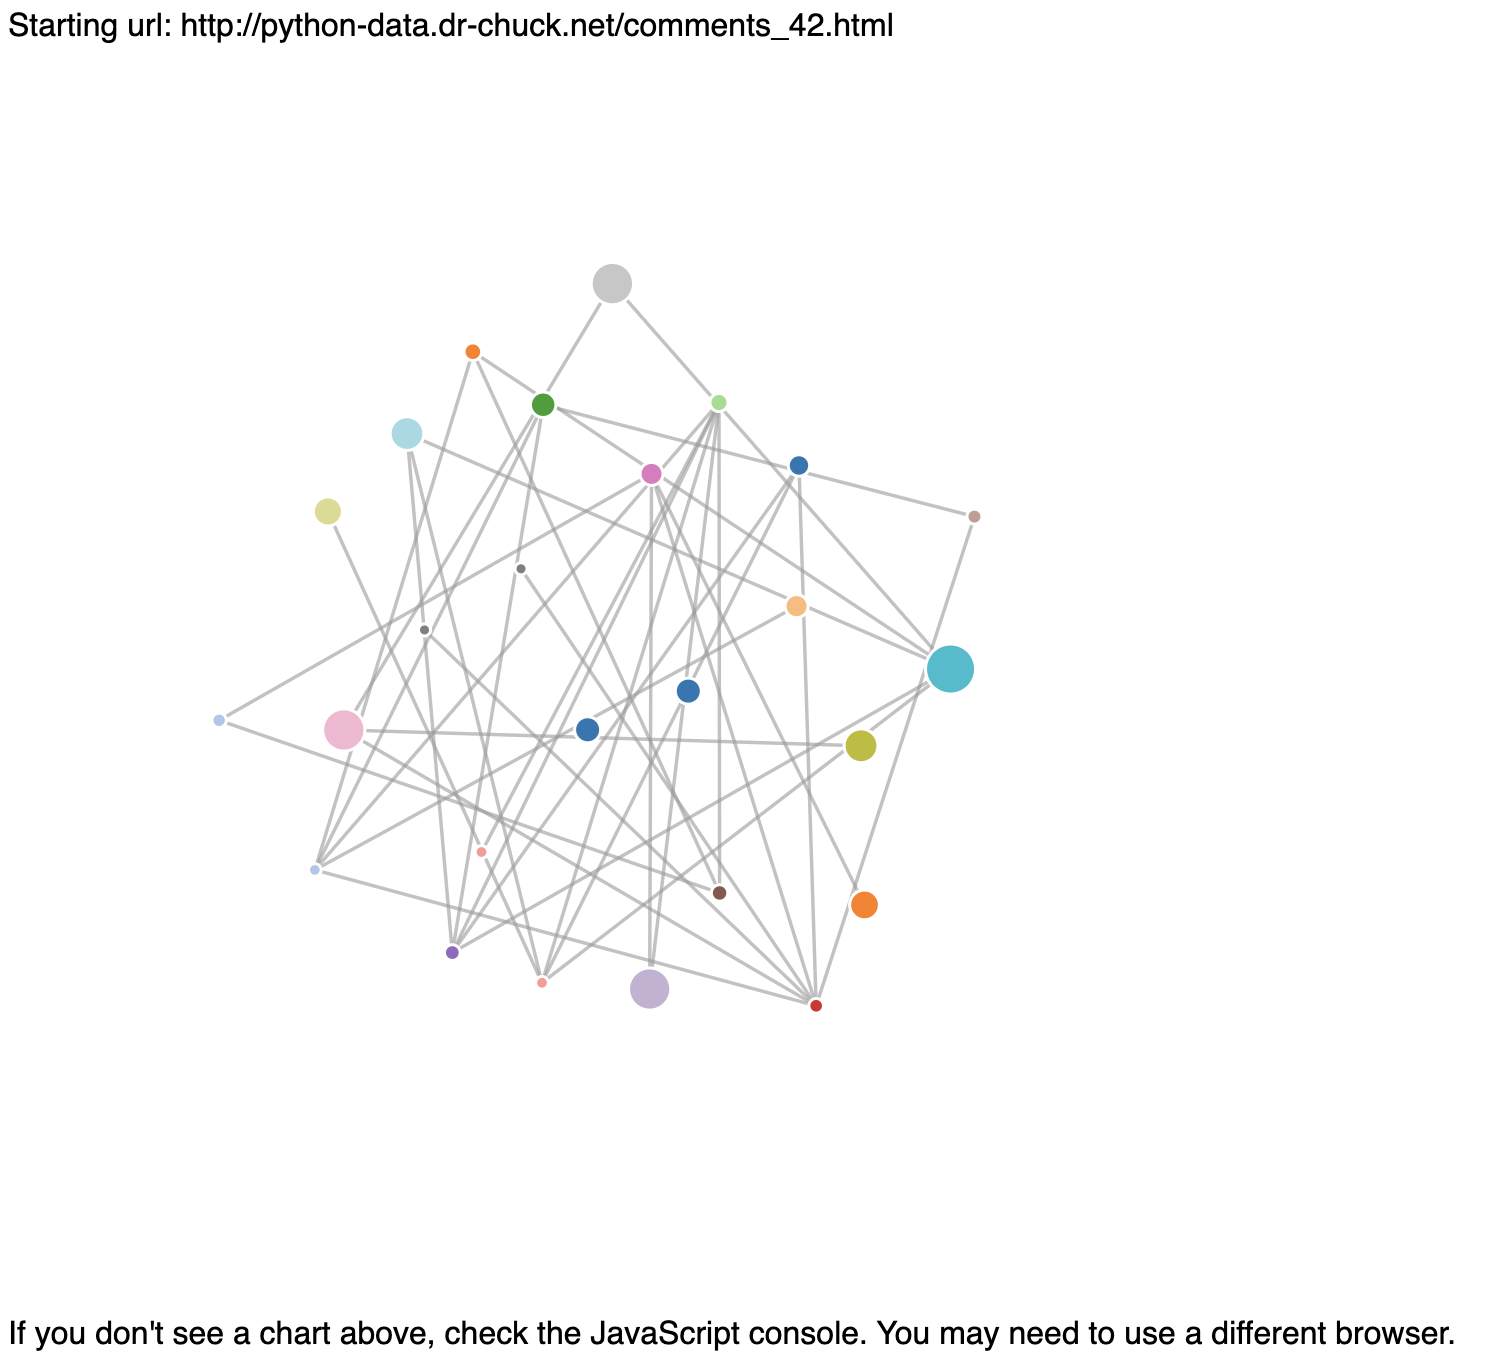 Starting url: http://python-data.dr-chuck.net/comments_42.html
If you don't see a chart above, check the JavaScript console. You may need to use a different browser.